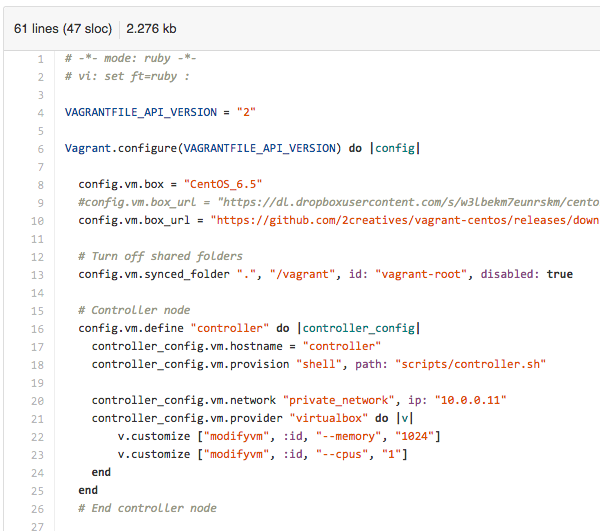 61 lines (47 sloc) 2.276 kb
1 # -*- mode: ruby -*-
2 # vi: set ft=ruby :
3
4 VAGRANTFILE_API_VERSION = "2"
5
6 Vagrant.configure(VAGRANTFILE_API_VERSION) do |config|
7
8 config.vm.box = "CentOS_6.5"
9 #config.vm.box_url = "https://dl.dropboxusercontent.com/s/w3lbekm7eunrskm/cento
10 config.vm.box_url = "https://github.com/2creatives/vagrant-centos/releases/down
11
12 # Turn off shared folders
13 config.vm.synced_folder ".", "/vagrant", id: "vagrant-root", disabled: true
14
15 # Controller node
16 config.vm.define "controller" do |controller_config|
17 controller_config.vm.hostname = "controller"
18 controller_config.vm.provision "shell", path: "scripts/controller.sh"
19
20 controller_config.vm.network "private_network", ip: "10.0.0.11"
21 controller_config.vm.provider "virtualbox" do |v|
22 v.customize ["modifyvm", :id, "--memory", "1024"]
23 v.customize ["modifyvm", :id, "--cpus", "1"]
24 end
25 end
26 # End controller node
27